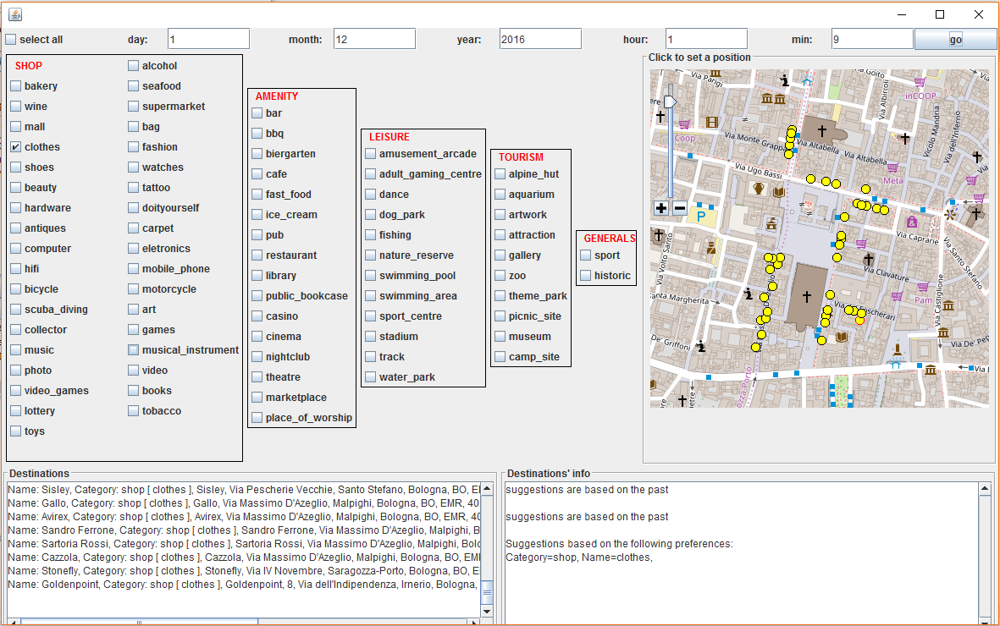 select all day: 1 month: 12 year: 2016 hour: 1 min: 9 go
SHOP
bakery
wine
mall
clothes
shoes
beauty
hardware
antiques
computer
hifi
bicycle
scuba_diving
collector
music
photo
video_games
lottery
toys
alcohol
seafood
supermarket
bag
fashion
watches
tattoo
doityourself
carpet
eletronics
mobile_phone
motorcycle
art
games
musical_instrument
video
books
tobacco
AMENITY
bar
bbq
biergarten
cafe
fast_food
ice_cream
pub
restaurant
library
public_bookcase
casino
cinema
nightclub
theatre
marketplace
place_of_worship
LEISURE
amusement_arcade
adult_gaming_centre
dance
dog_park
fishing
nature_reserve
swimming_pool
swimming_area
sport_centre
stadium
track
water_park
TOURISM
alpine_hut
aquarium
artwork
attraction
gallery
zoo
theme_park
picnic_site
museum
camp_site
GENERALS
sport
historic
Click to set a position
Via Parigi
Via Albiroli
inCOOP
Vicolo Mandria
Via dell'Inferno
Coop
Via Monte Grappa
Via Altabella
Via Altabella
Via Ugo Bassi
Meta
P
Via Volto Santo
Via Caprarie
Via Santo Stefano
Via Clavature
Santa Margherita
Via Castiglione
Pam
De' Griffoni
Via De' Pep
Destinations
Name: Sisley, Category: shop [ clothes ], Sisley, Via Pescherie Vecchie, Santo Stefano, Bologna, BO, EI
Name: Gallo, Category: shop [ clothes ], Gallo, Via Massimo D'Azeglio, Malpighi, Bologna, BO, EMR, 40
Name: Avirex, Category: shop [ clothes ], Avirex, Via Massimo D'Azeglio, Malpighi, Bologna, BO, EMR, 40
Name: Sandro Ferrone, Category: shop [ clothes ], Sandro Ferrone, Via Massimo D'Azeglio, Malpighi, B
Name: Sartoria Rossi, Category: shop [ clothes ], Sartoria Rossi, Via Massimo D'Azeglio, Malpighi, Bolo
Name: Cazzola, Category: shop [ clothes ], Cazzola, Via Massimo D'Azeglio, Malpighi, Bologna, BO, EMI
Name: Stonefly, Category: shop [ clothes ], Stonefly, Via IV Novembre, Saragozza-Porto, Bologna, BO, E
Name: Goldenpoint, Category: shop [ clothes ], Goldenpoint, 8, Via dell'Indipendenza, Irnerio, Bologna,
Destinations' info
suggestions are based on the past
suggestions are based on the past
Suggestions based on the following preferences:
Category=shop, Name=clothes,